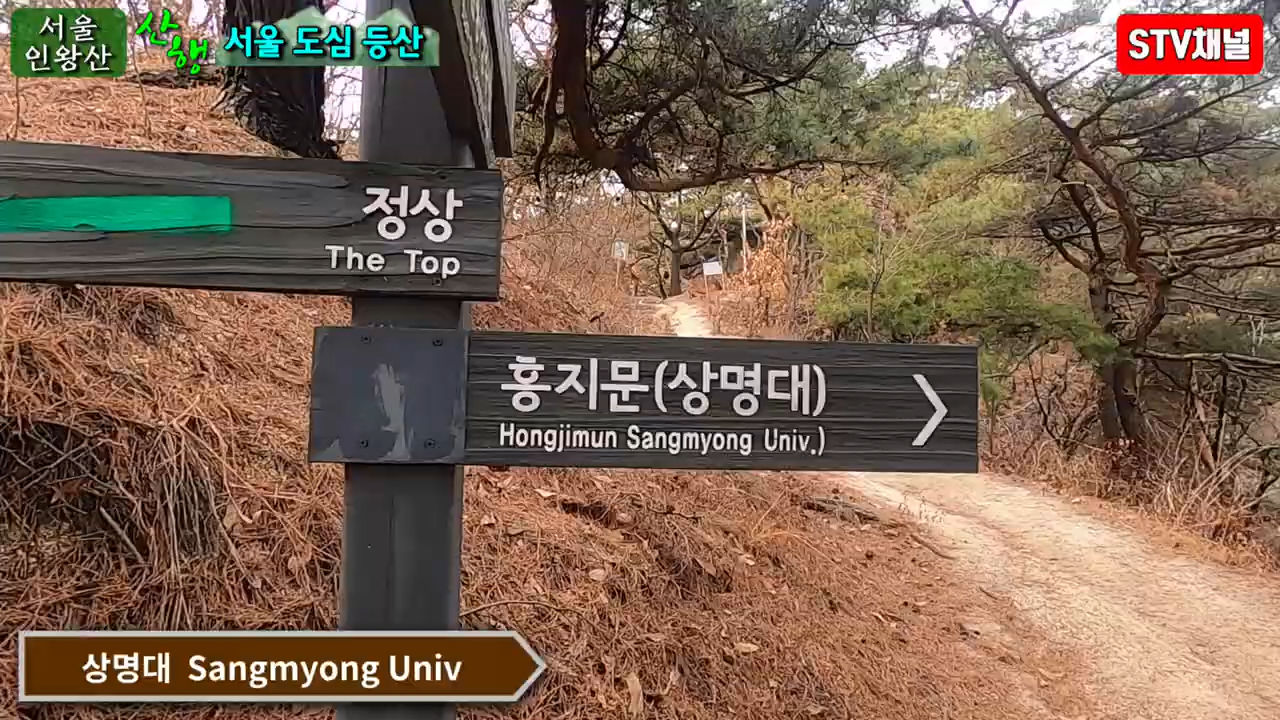 서울
인왕산
산행
서울 도심 등산
STV채널
정상
The Top
홍지문(상명대)
Hongjimun Sangmyong Univ.)
상명대 Sangmyong Univ